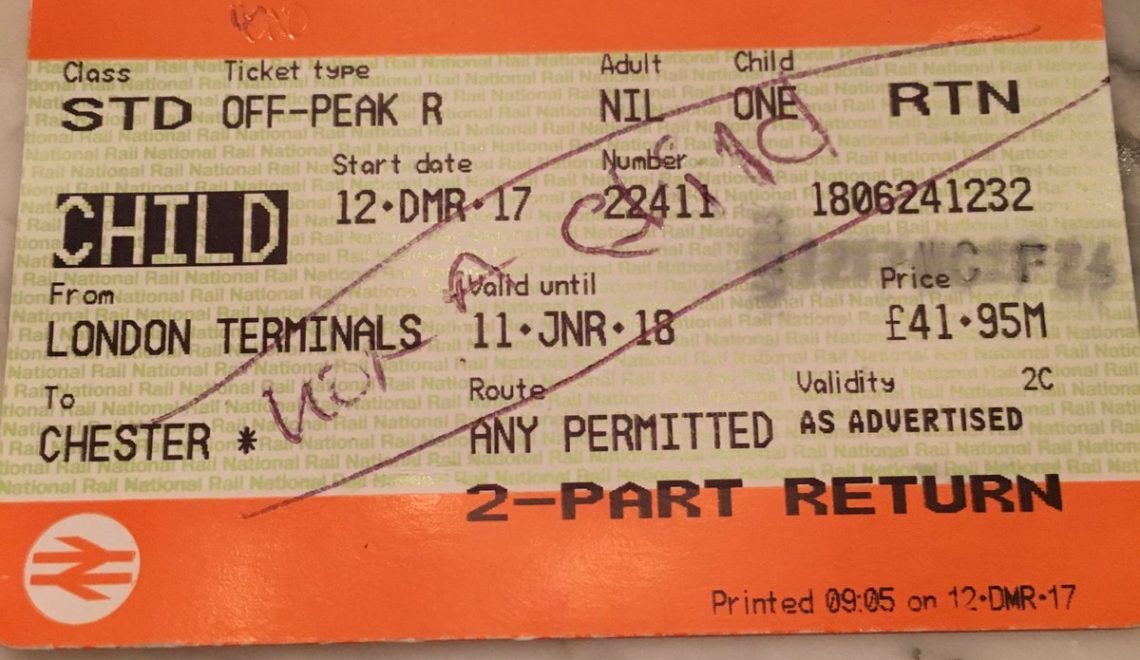 Class Ticket type Adult Child
STD OFF-PEAK R NIL ONE RTN
Start date Number
CHILD 12·DMR·17 22411 1806241232
From Valid until Price
LONDON TERMINALS 11·JNR·18 £41·95M
To Route Validity 2C
CHESTER * ANY PERMITTED AS ADVERTISED
2-PART RETURN
Printed 09:05 on 12·DMR·17
A CHILD